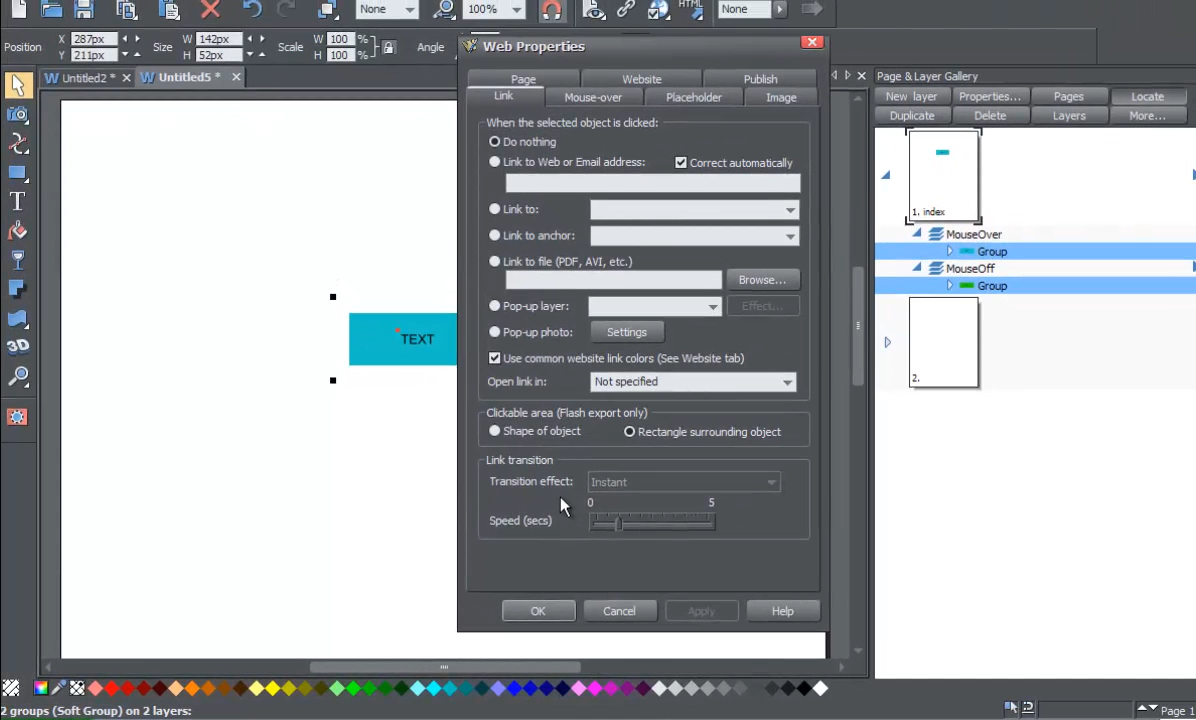 None
100%
HTML
None
Position
X 287px
Y 211px
Size
W 142px
H 52px
Scale
W 100 %
H 100 %
Angle
Untitled2 *
Untitled5 *
TEXT
Web Properties
Page
Website
Publish
Link
Mouse-over
Placeholder
Image
When the selected object is clicked:
Do nothing
Link to Web or Email address:
Correct automatically
Link to:
Link to anchor:
Link to file (PDF, AVI, etc.)
Browse...
Pop-up layer:
Effect...
Pop-up photo:
Settings
Use common website link colors (See Website tab)
Open link in:
Not specified
Clickable area (Flash export only)
Shape of object
Rectangle surrounding object
Link transition
Transition effect:
Instant
0
5
Speed (secs)
OK
Cancel
Apply
Help
Page & Layer Gallery
New layer
Properties...
Pages
Locate
Duplicate
Delete
Layers
More...
1. index
MouseOver
Group
MouseOff
Group
2.
T
3D
2 groups (Soft Group) on 2 layers:
Page 1